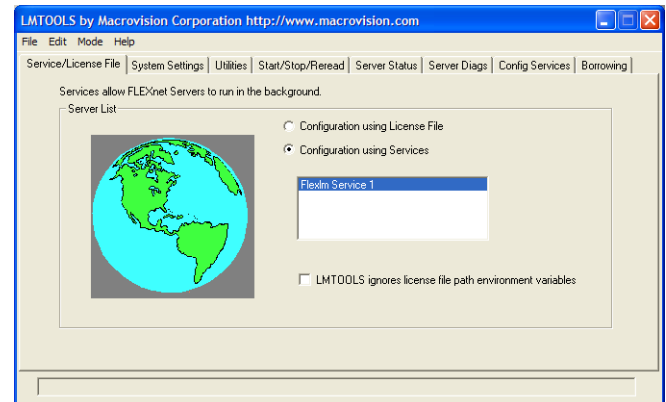 LMTOOLS by Macrovision Corporation http://www.macrovision.com
File Edit Mode Help
Service/License File System Settings Utilities Start/Stop/Reread Server Status Server Diags Config Services Borrowing
Services allow FLEXnet Servers to run in the background.
Server List
Configuration using License File
Configuration using Services
Flexlm Service 1
LMTOOLS ignores license file path environment variables